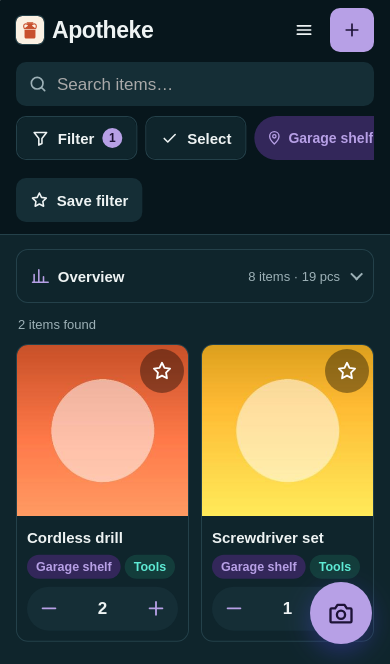 Apotheke
Search items…
Filter 1 Select Garage shelf
Save filter
Overview 8 items · 19 pcs
2 items found
Cordless drill Screwdriver set
Garage shelf Tools Garage shelf Tools
2 1